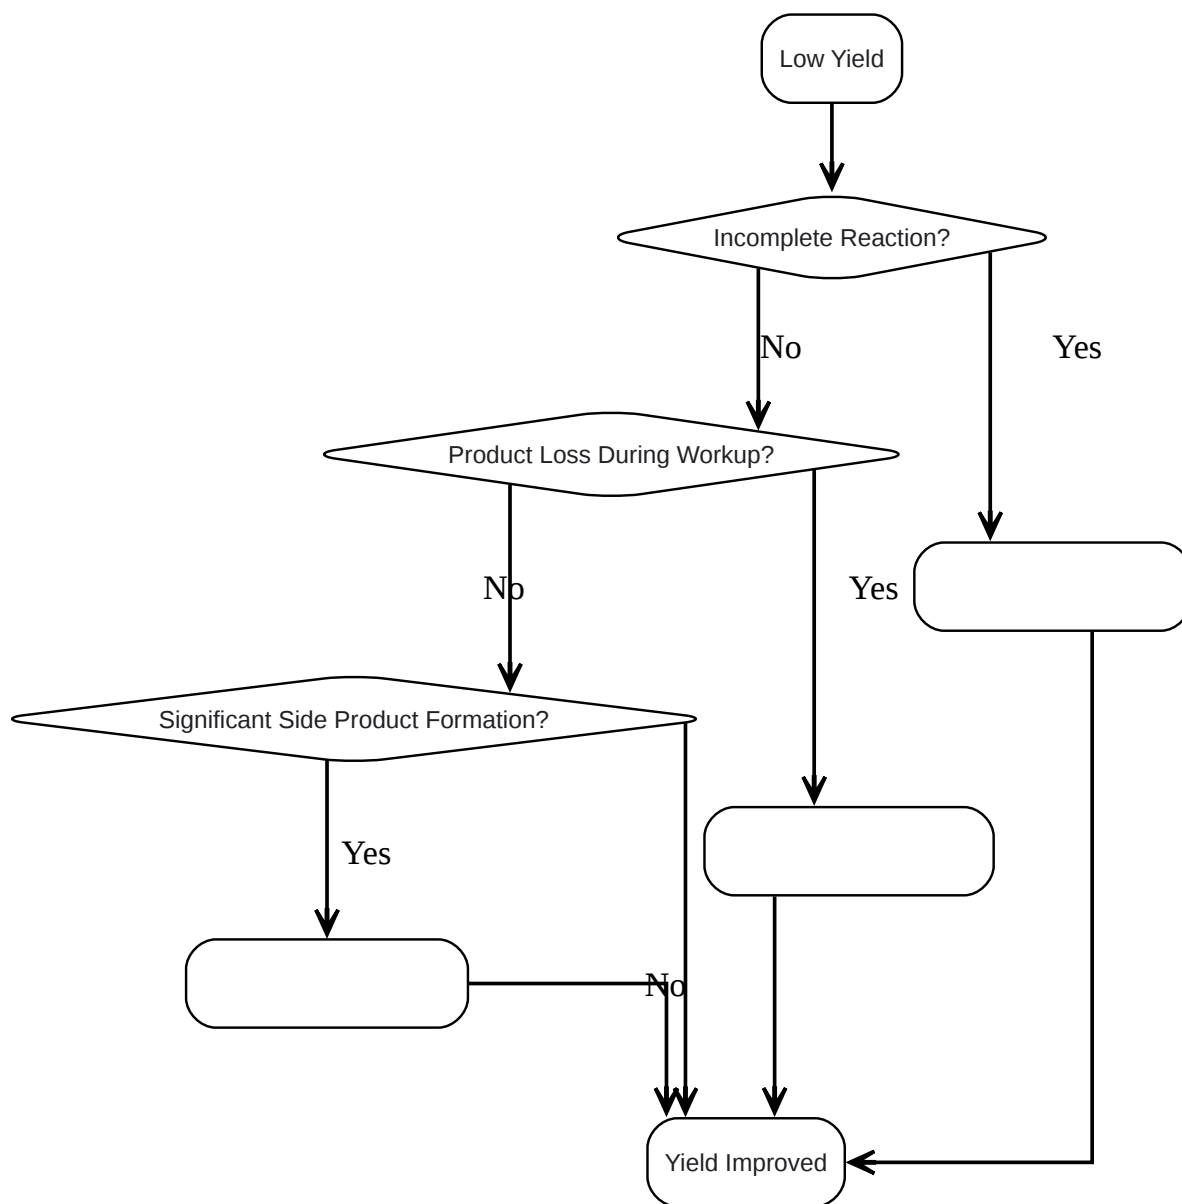 Low Yield
Incomplete Reaction?
No
Yes
Product Loss During Workup?
No
Yes
Significant Side Product Formation?
Yes
No
Yield Improved